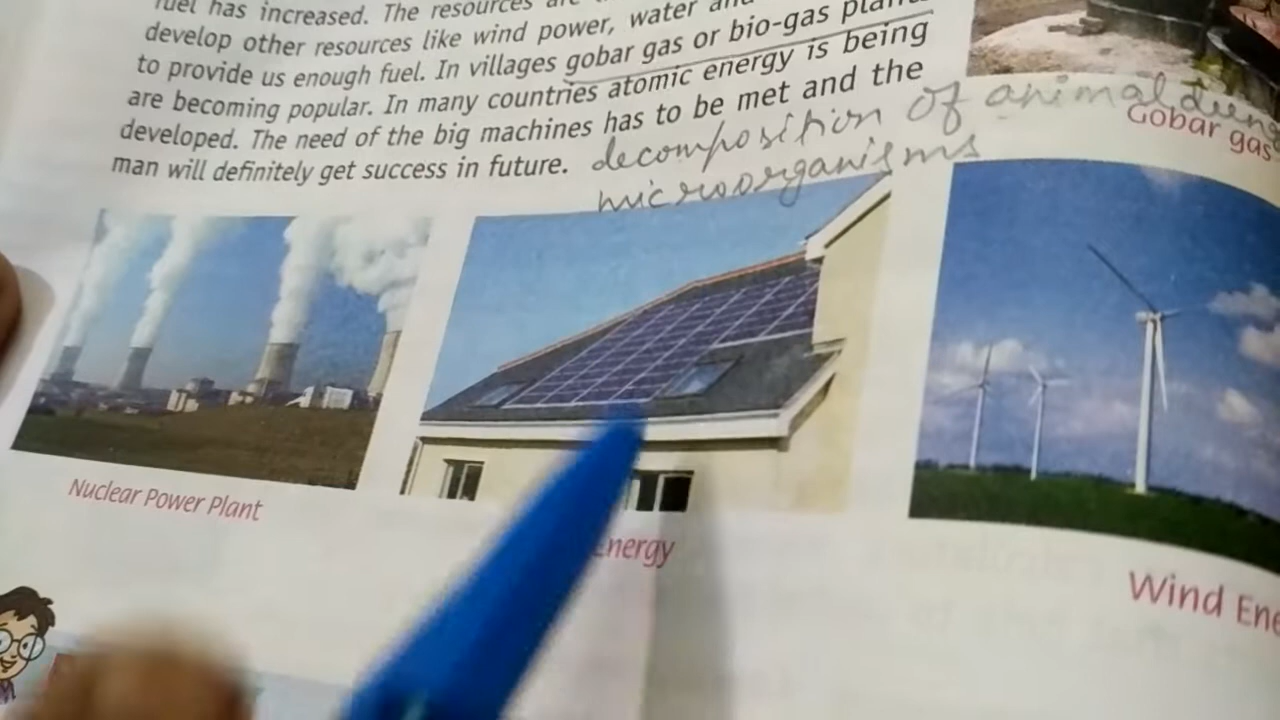 fuel has increased. The resources are
develop other resources like wind power, water and
to provide us enough fuel. In villages gobar gas or bio-gas plants
are becoming popular. In many countries atomic energy is being
developed. The need of the big machines has to be met and the
man will definitely get success in future.
decomposition of animal dung
microorganisms
Gobar gas
Nuclear Power Plant
Energy
Wind Ene